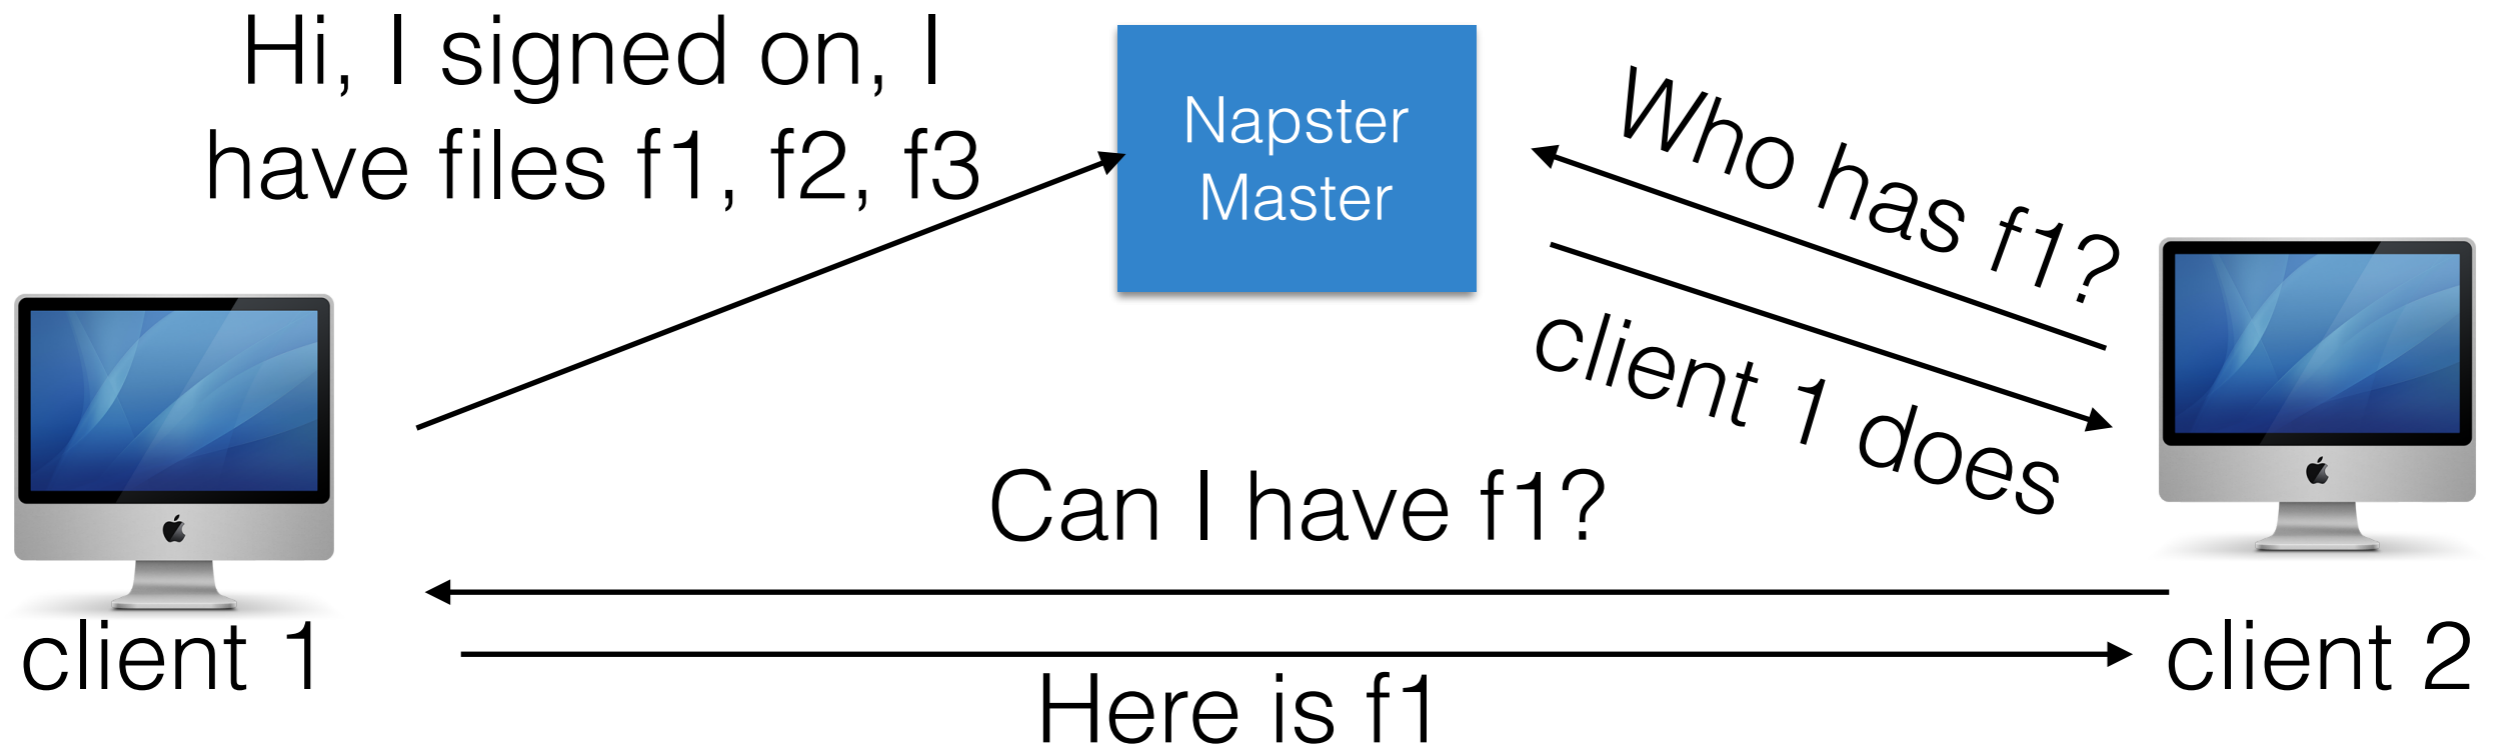 Hi, I signed on, I
have files f1, f2, f3
Napster
Master
Who has f1?
client 1 does
Can I have f1?
Here is f1
client 1
client 2